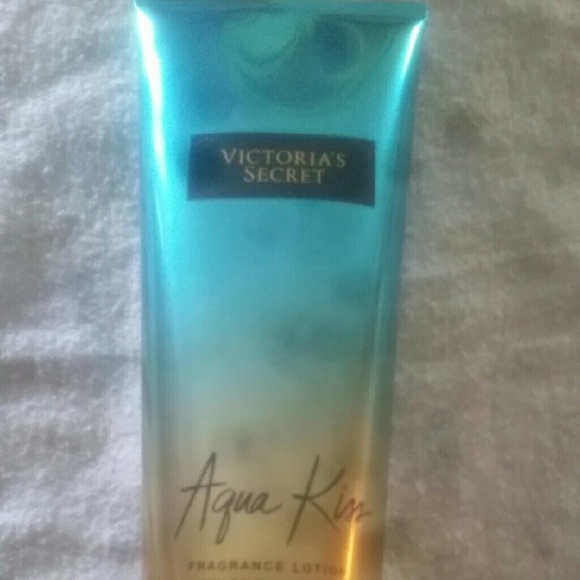 VICTORIA'S
SECRET
Aqua Kiss
FRAGRANCE LOTION